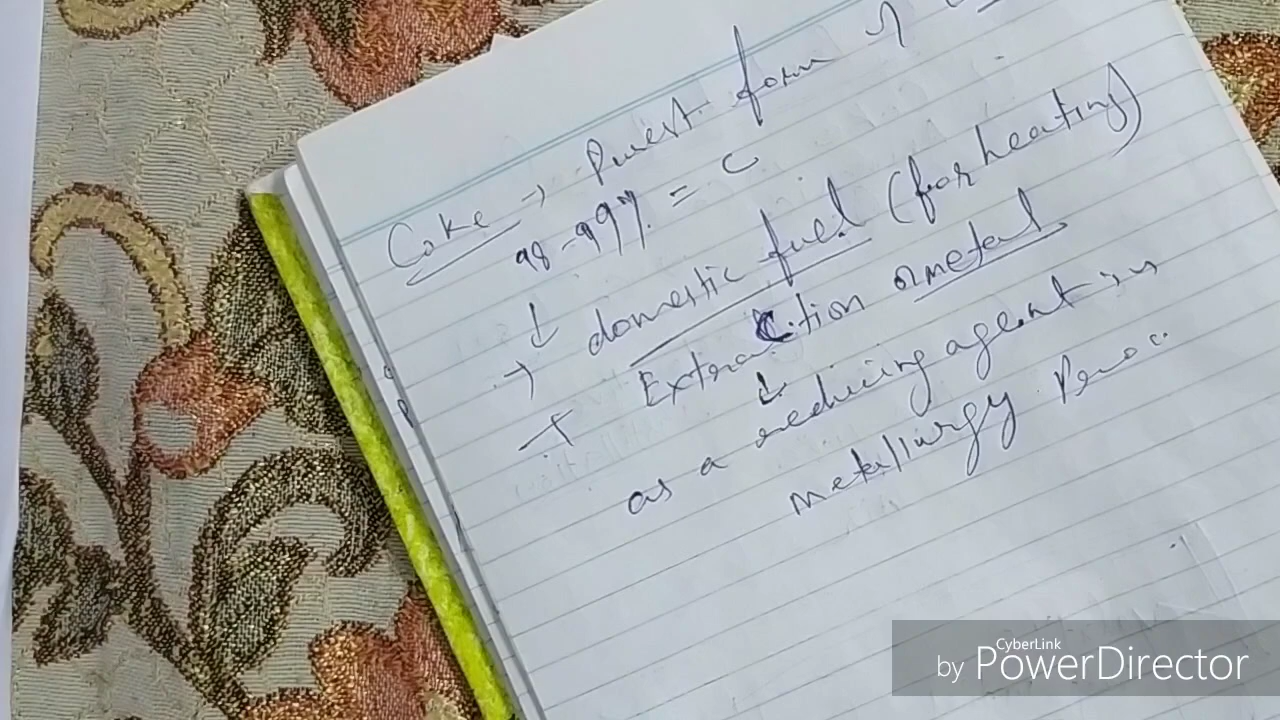 Coke → Purest form of
98-99% = C
↓
→ domestic fuel (for heating)
→ Extraction of metal
↓
as a reducing agent in
metallurgy
by CyberLink PowerDirector